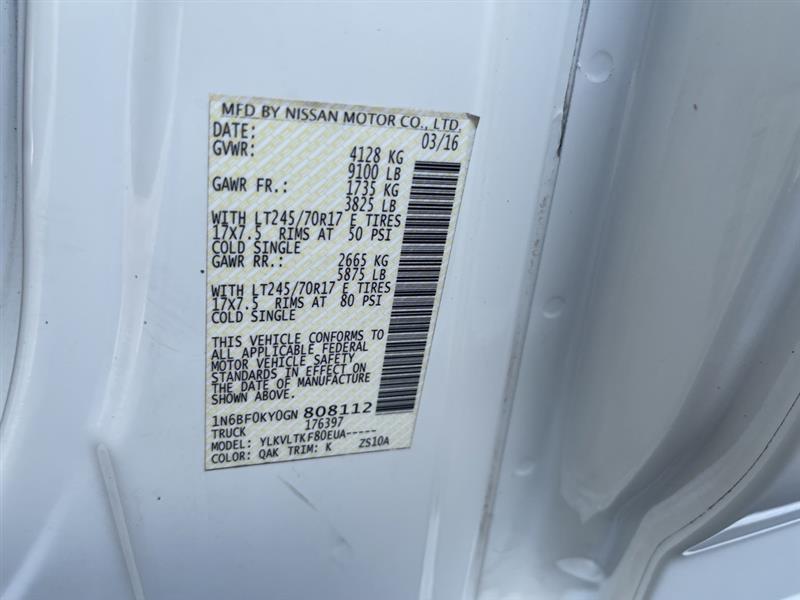 MFD BY NISSAN MOTOR CO., LTD.
DATE: 03/16
GVWR: 4128 KG
9100 LB
GAWR FR.: 1735 KG
3825 LB
WITH LT245/70R17 E TIRES
17X7.5 RIMS AT 50 PSI
COLD SINGLE
GAWR RR.: 2665 KG
5875 LB
WITH LT245/70R17 E TIRES
17X7.5 RIMS AT 80 PSI
COLD SINGLE
THIS VEHICLE CONFORMS TO
ALL APPLICABLE FEDERAL
MOTOR VEHICLE SAFETY
STANDARDS IN EFFECT ON
THE DATE OF MANUFACTURE
SHOWN ABOVE.
1N6BF0KY0GN 808112
TRUCK 176397
MODEL: YLKVLTKF80EUA-----
COLOR: QAK TRIM: K ZS10A